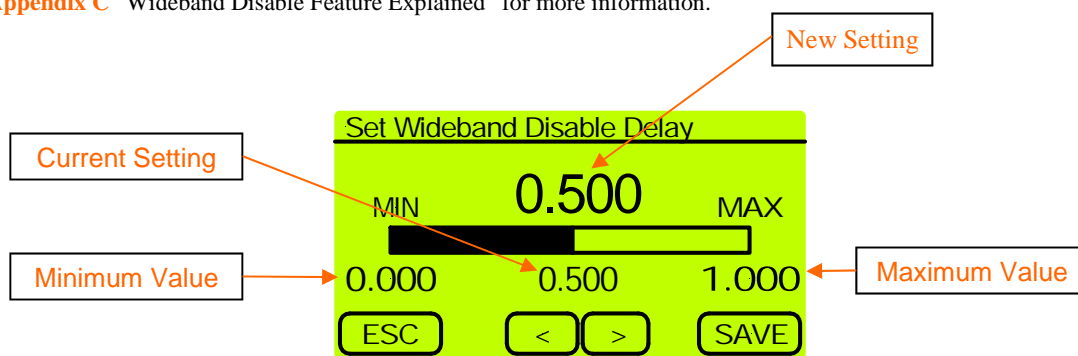 Appendix C "Wideband Disable Feature Explained" for more information.
New Setting
Set Wideband Disable Delay
Current Setting
0.500
MIN
MAX
Minimum Value
0.000
0.500
1.000
Maximum Value
ESC
<
>
SAVE